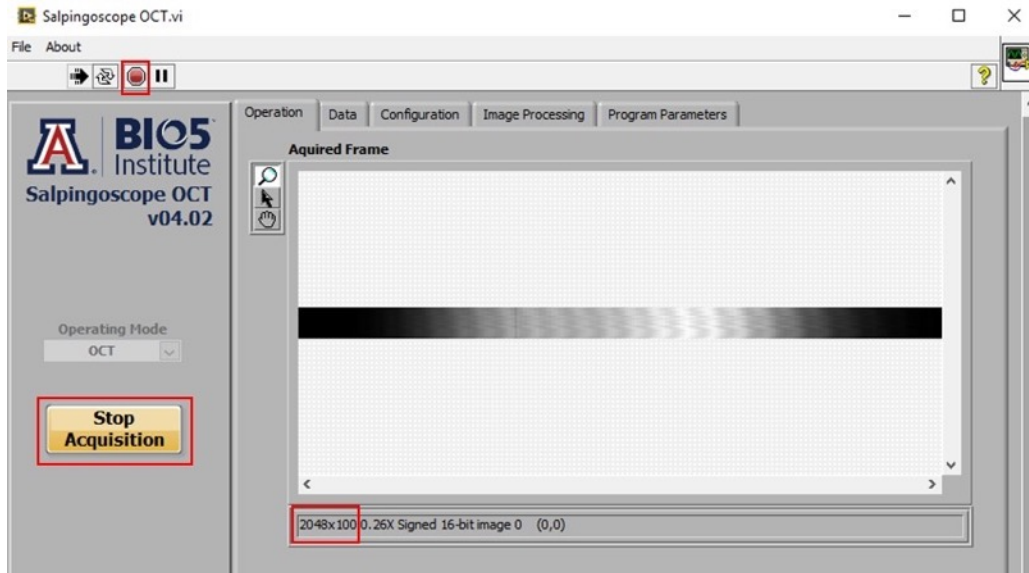 Salpingoscope OCT.vi
File About
Operation Data Configuration Image Processing Program Parameters
A BIO5
Institute
Salpingoscope OCT
v04.02
Aquired Frame
Operating Mode
OCT
Stop
Acquisition
2048x100 0.26X Signed 16-bit image 0 (0,0)